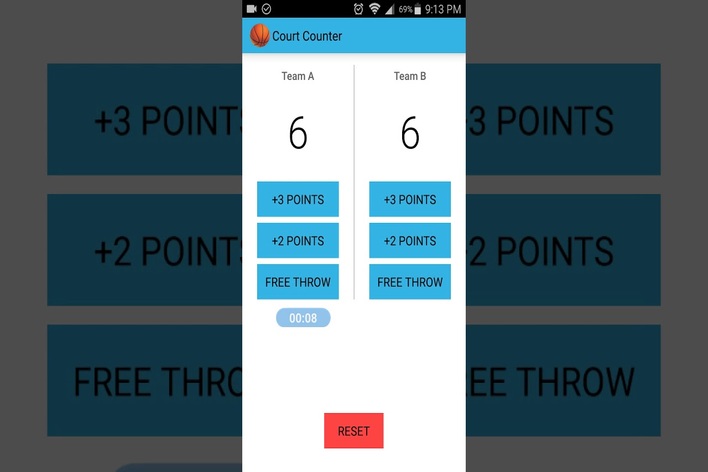 69% 9:13 PM
Court Counter
Team A
Team B
6
6
+3 POINTS
+3 POINTS
+2 POINTS
+2 POINTS
FREE THROW
FREE THROW
00:08
RESET
+3 POINTS
3 POINTS
+2 POINTS
2 POINTS
FREE THRO
EE THROW